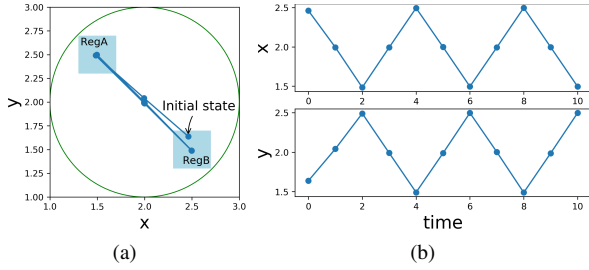 3.00
2.75
2.50
2.25
2.00
1.75
1.50
1.25
1.00
y
RegA
Initial state
RegB
1.0 1.5 2.0 2.5 3.0
x
(a)
2.5
2.0
1.5
x
0 2 4 6 8 10
2.5
2.0
1.5
y
0 2 4 6 8 10
time
(b)